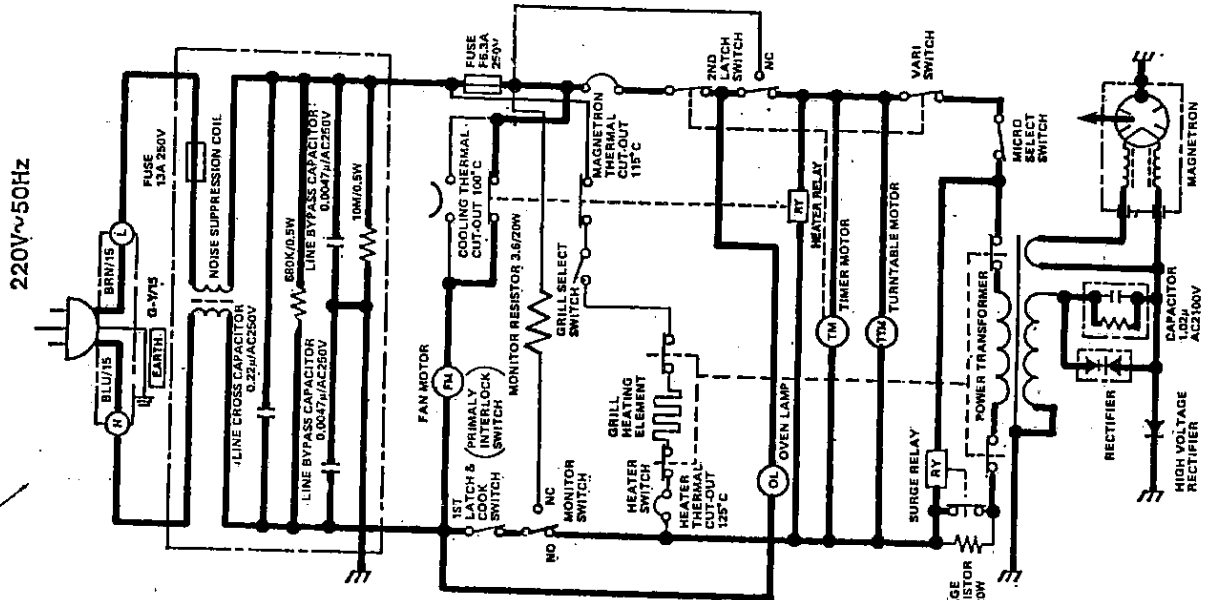 220V~50Hz
BLU/15
BRN/15
G-Y/15
EARTH
N
L
FUSE
13A 250V
NOISE SUPPRESSION COIL
LINE CROSS CAPACITOR
0.22µ/AC250V
680K/0.5W
LINE BYPASS CAPACITOR
0.0047µ/AC250V
LINE BYPASS CAPACITOR
0.0047µ/AC250V
10M/0.5W
FUSE
F6.3A
250V
FAN MOTOR
FM
COOLING THERMAL
CUT-OUT 100°C
1ST
LATCH &
COOK
SWITCH
(PRIMALY
INTERLOCK
SWITCH)
MONITOR RESISTOR 3.6/20W
NC
NO
MONITOR
SWITCH
GRILL SELECT
SWITCH
MAGNETRON
THERMAL
CUT-OUT
115°C
GRILL
HEATING
ELEMENT
HEATER
SWITCH
HEATER
THERMAL
CUT-OUT
125°C
2ND
LATCH
SWITCH
NC
OL
OVEN LAMP
RY
HEATER RELAY
TM
TIMER MOTOR
TTM
TURNTABLE MOTOR
VARI
SWITCH
MICRO
SELECT
SWITCH
SURGE RELAY
RY
POWER TRANSFORMER
RECTIFIER
CAPACITOR
1.02µ
AC2100V
HIGH VOLTAGE
RECTIFIER
MAGNETRON